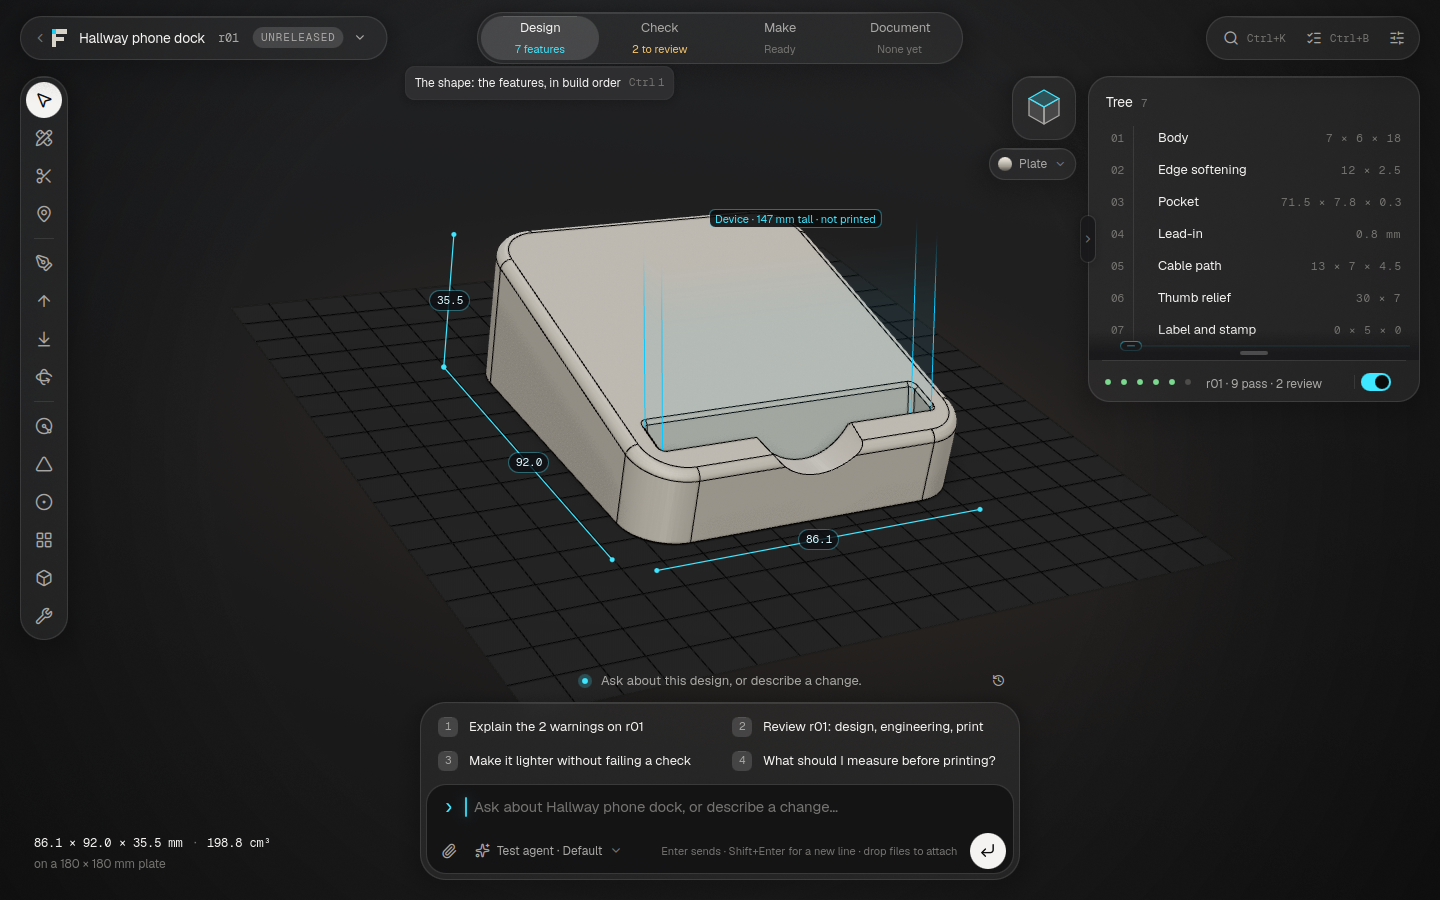 Hallway phone dock r01 UNRELEASED
Design
7 features
Check
2 to review
Make
Ready
Document
None yet
Ctrl+K
Ctrl+B
The shape: the features, in build order Ctrl 1
Plate
Tree 7
01 Body 7 × 6 × 18
02 Edge softening 12 × 2.5
03 Pocket 71.5 × 7.8 × 0.3
04 Lead-in 0.8 mm
05 Cable path 13 × 7 × 4.5
06 Thumb relief 30 × 7
07 Label and stamp 0 × 5 × 0
r01 · 9 pass · 2 review
Device · 147 mm tall · not printed
35.5
92.0
86.1
Ask about this design, or describe a change.
1 Explain the 2 warnings on r01
2 Review r01: design, engineering, print
3 Make it lighter without failing a check
4 What should I measure before printing?
Ask about Hallway phone dock, or describe a change…
Test agent · Default
Enter sends · Shift+Enter for a new line · drop files to attach
86.1 × 92.0 × 35.5 mm · 198.8 cm³
on a 180 × 180 mm plate